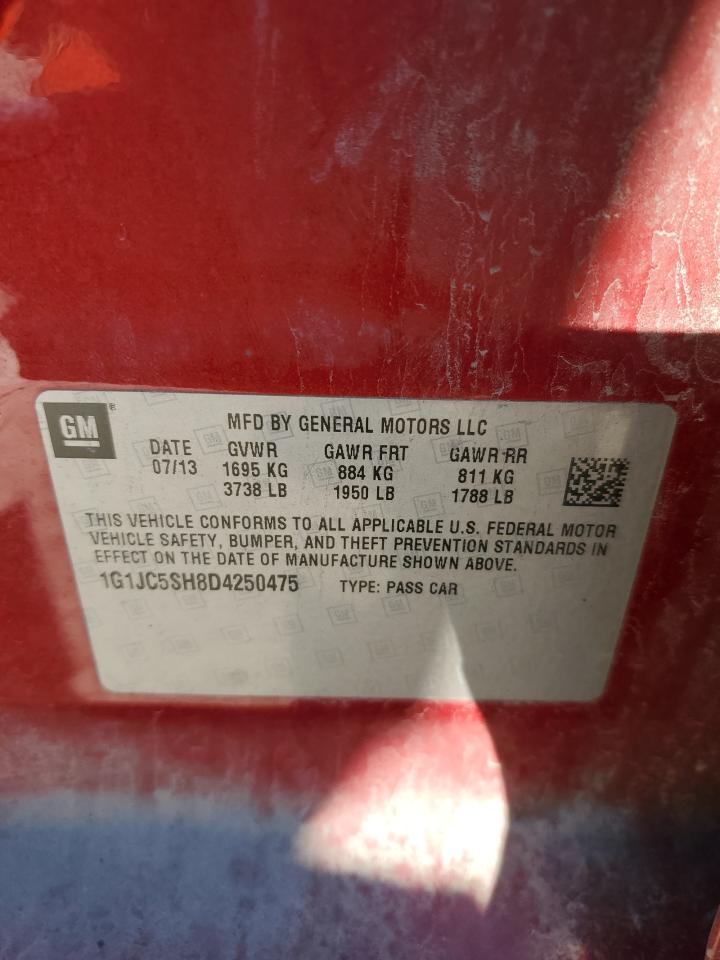 GM®
MFD BY GENERAL MOTORS LLC
DATE GVWR GAWR FRT GAWR RR
07/13 1695 KG 884 KG 811 KG
3738 LB 1950 LB 1788 LB
THIS VEHICLE CONFORMS TO ALL APPLICABLE U.S. FEDERAL MOTOR
VEHICLE SAFETY, BUMPER, AND THEFT PREVENTION STANDARDS IN
EFFECT ON THE DATE OF MANUFACTURE SHOWN ABOVE.
1G1JC5SH8D4250475 TYPE: PASS CAR